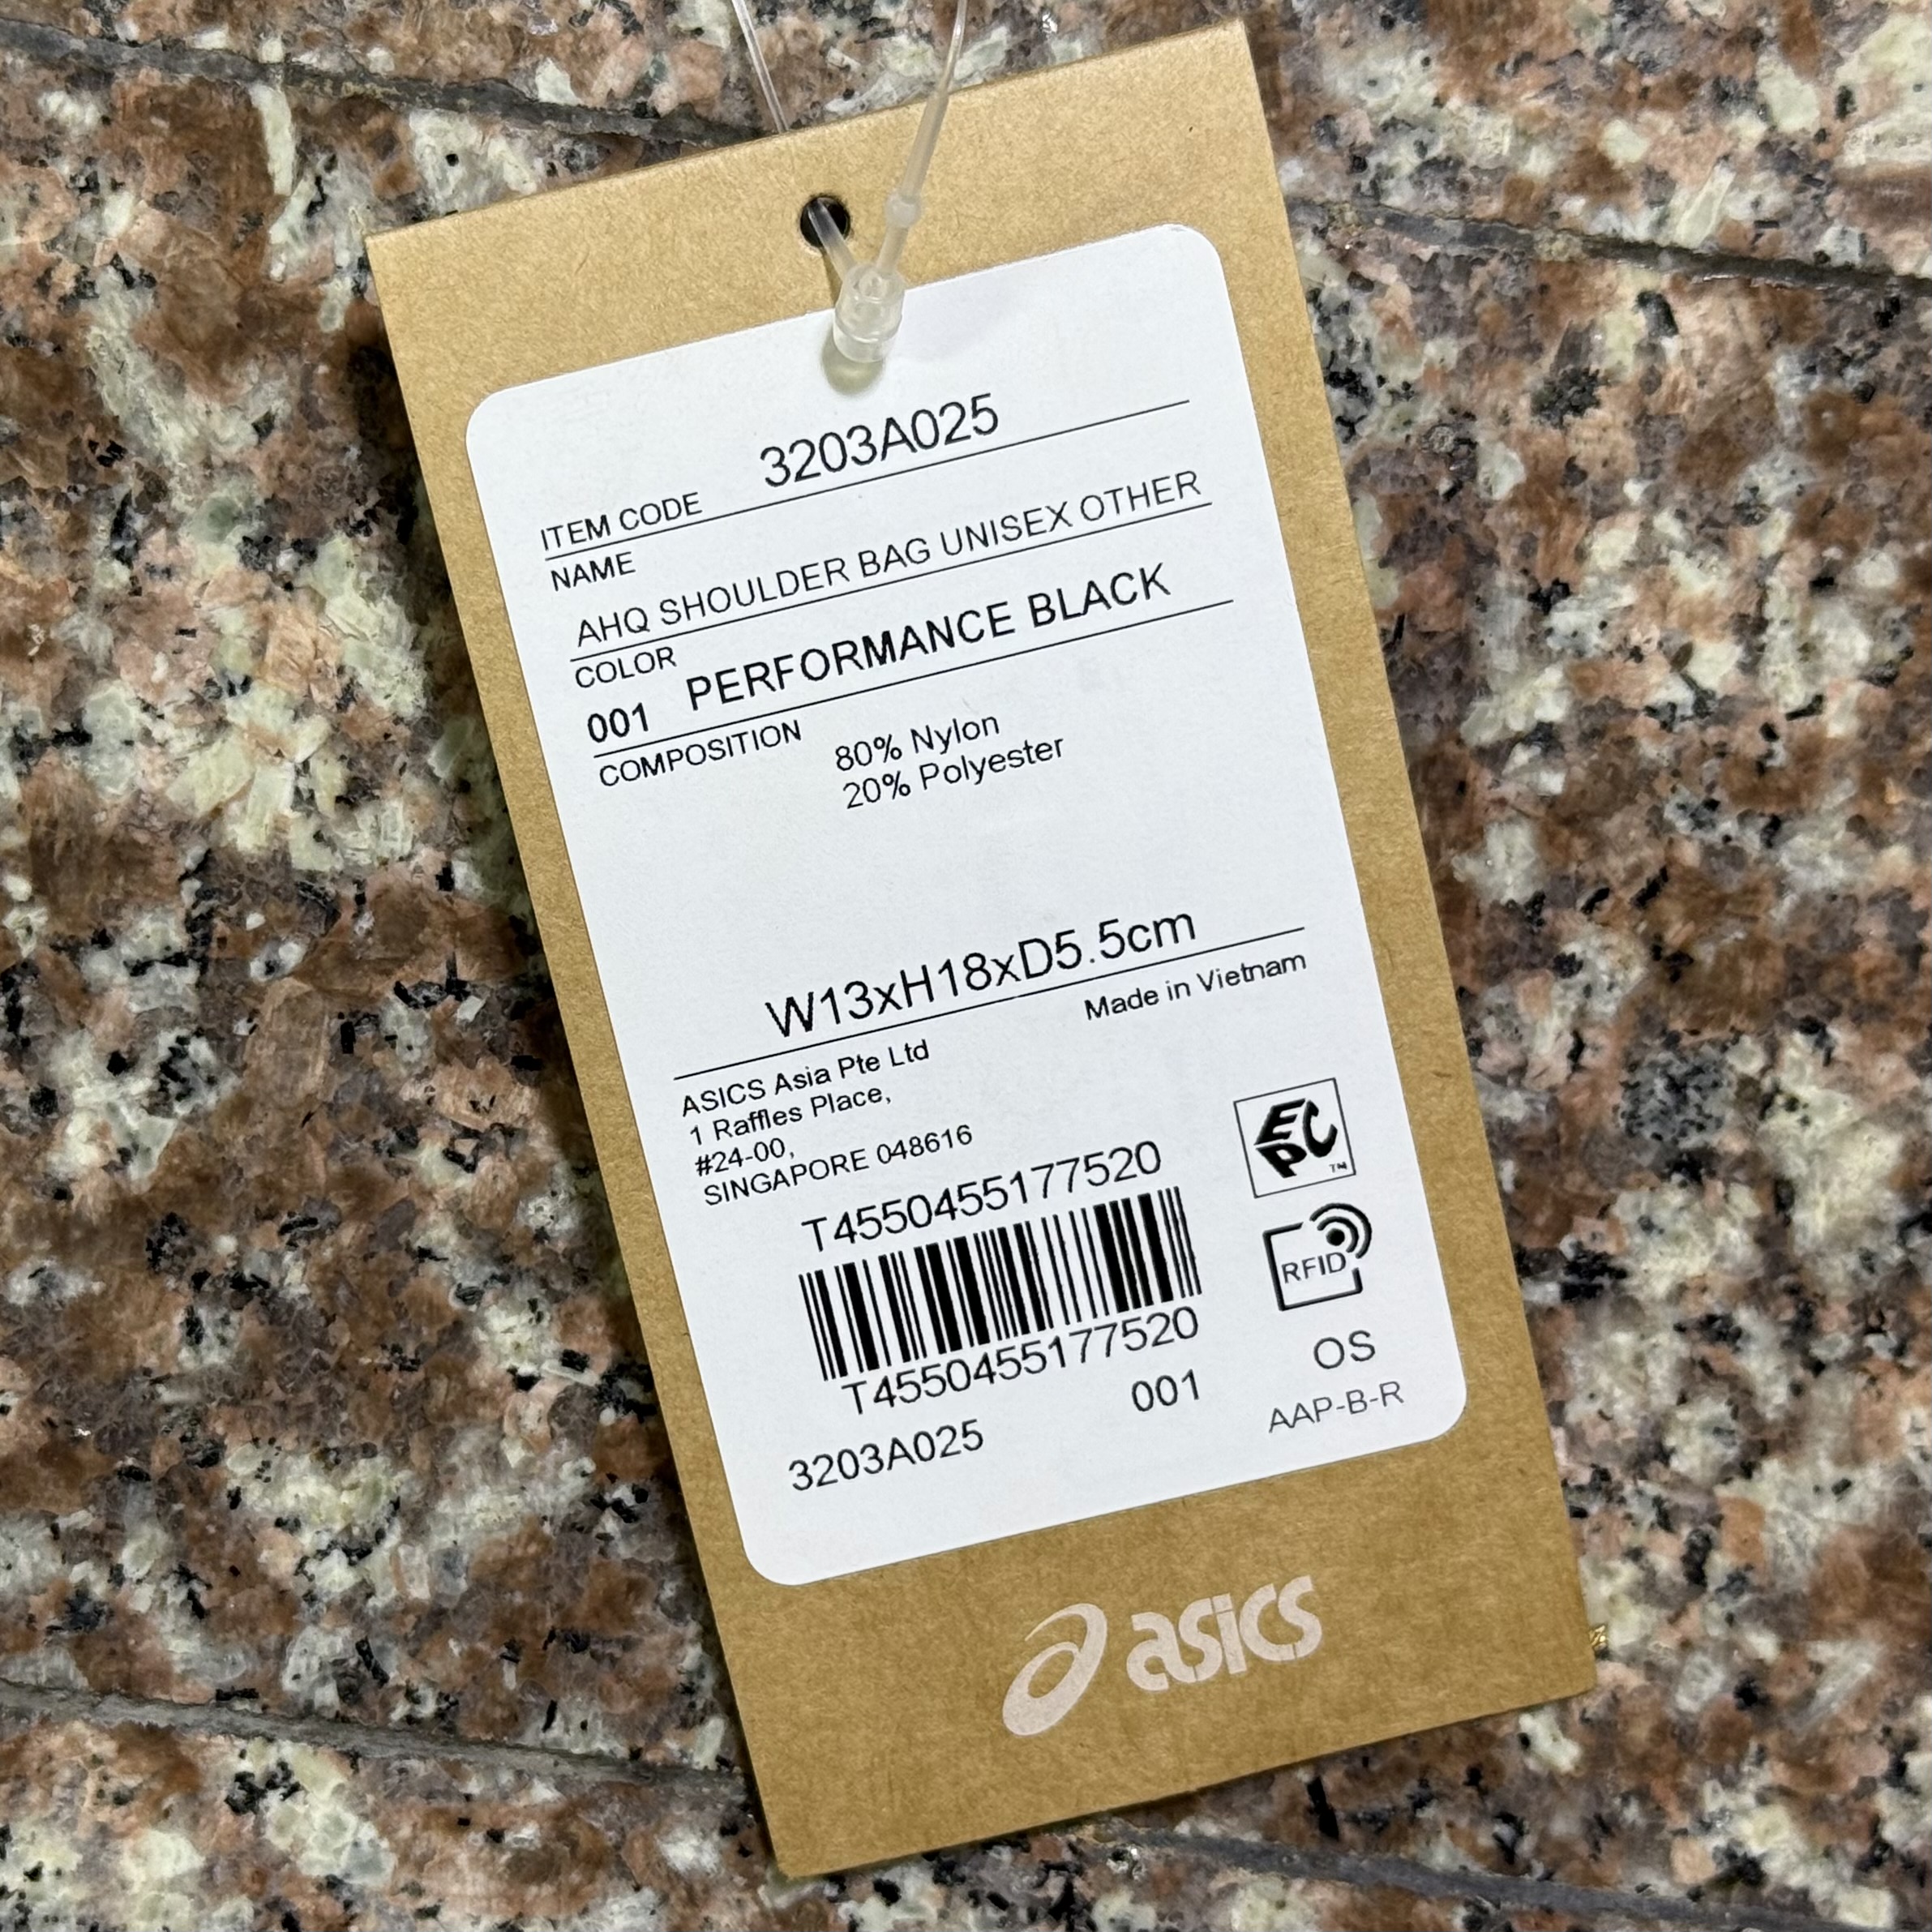 ITEM CODE 3203A025
NAME
AHQ SHOULDER BAG UNISEX OTHER
COLOR
001 PERFORMANCE BLACK
COMPOSITION 80% Nylon
20% Polyester
W13xH18xD5.5cm
Made in Vietnam
ASICS Asia Pte Ltd
1 Raffles Place,
#24-00,
SINGAPORE 048616
EPC™
T4550455177520
RFID
T4550455177520
3203A025 001 OS
AAP-B-R
asics